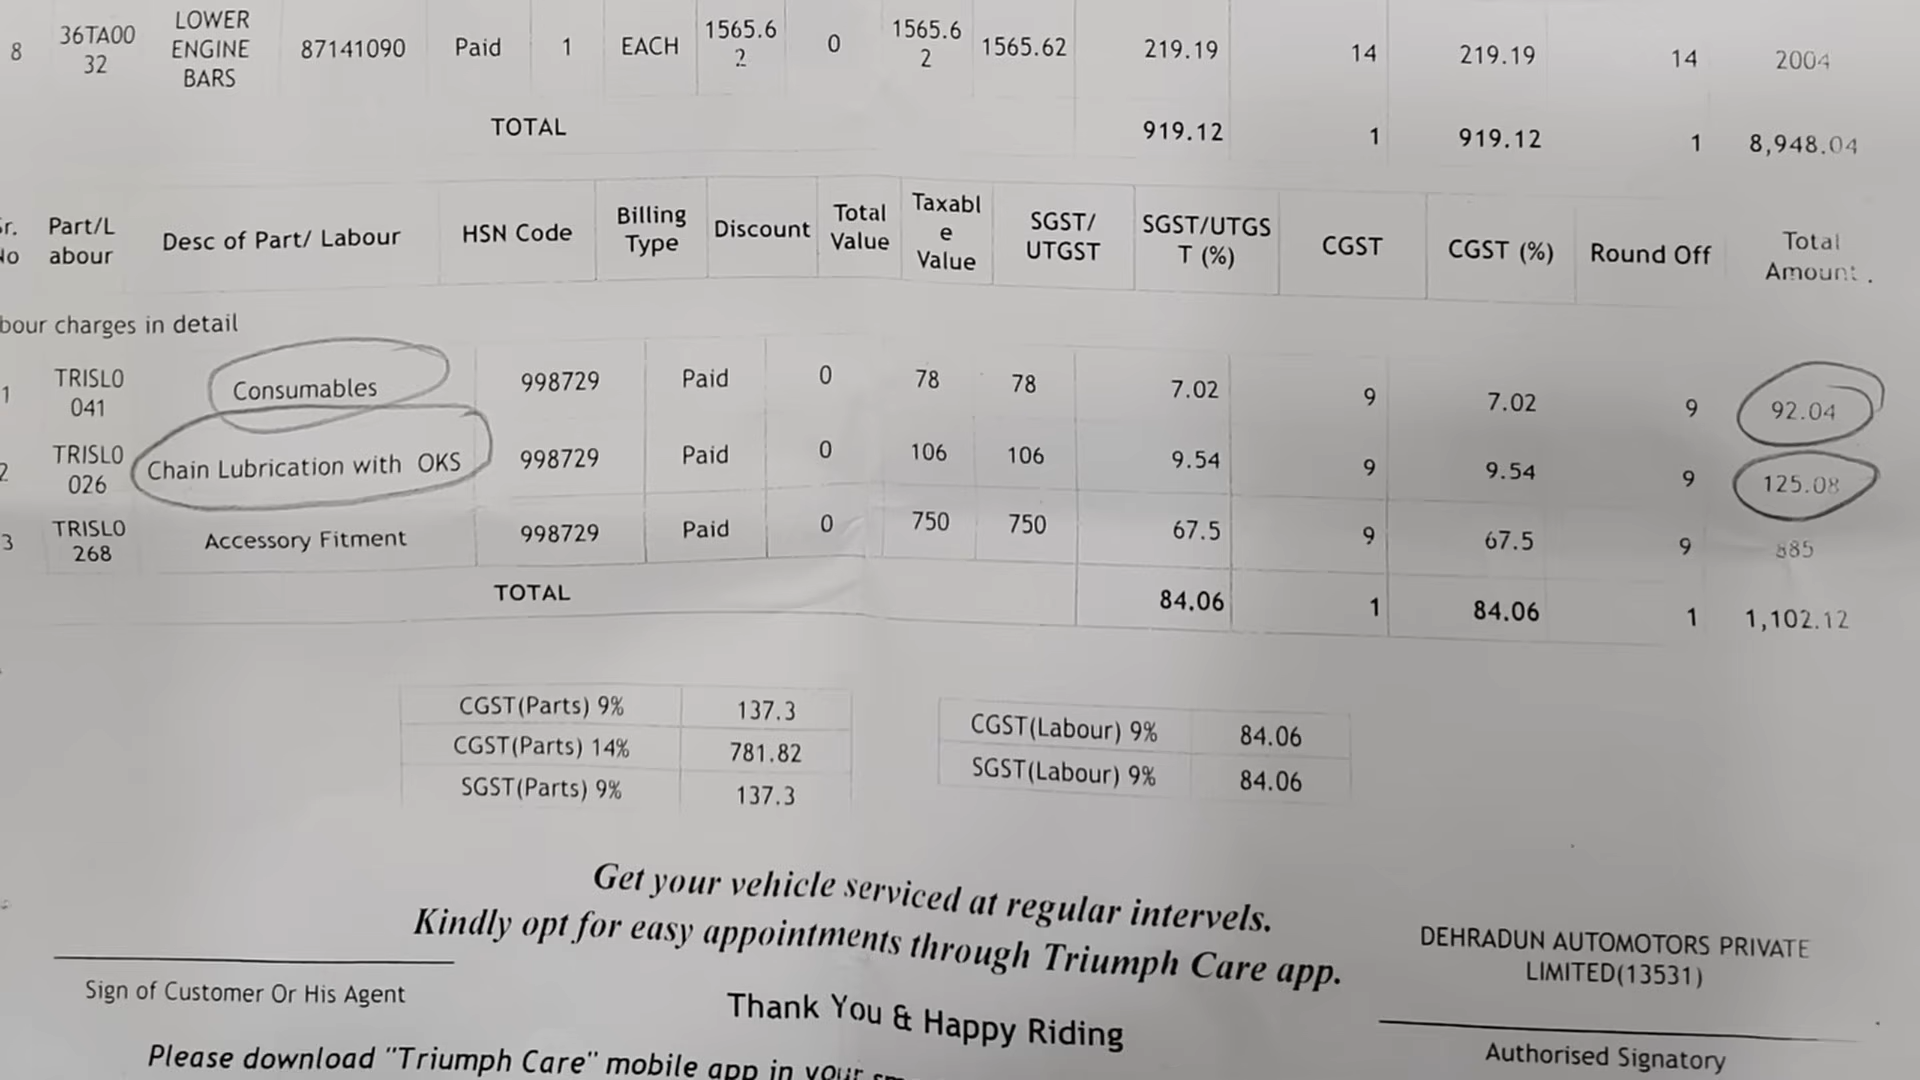 8 36TA00 32 LOWER ENGINE BARS 87141090 Paid 1 EACH 1565.6 2 0 1565.6 2 1565.62 219.19 14 219.19 14 2004
TOTAL 919.12 1 919.12 1 8,948.04
Sr. No Part/L abour Desc of Part/ Labour HSN Code Billing Type Discount Total Value Taxabl e Value SGST/ UTGST SGST/UTGS T (%) CGST CGST (%) Round Off Total Amount .
bour charges in detail
1 TRISL0 041 Consumables 998729 Paid 0 78 78 7.02 9 7.02 9 92.04
2 TRISL0 026 Chain Lubrication with OKS 998729 Paid 0 106 106 9.54 9 9.54 9 125.08
3 TRISL0 268 Accessory Fitment 998729 Paid 0 750 750 67.5 9 67.5 9 885
TOTAL 84.06 1 84.06 1 1,102.12
CGST(Parts) 9% 137.3
CGST(Parts) 14% 781.82
SGST(Parts) 9% 137.3
CGST(Labour) 9% 84.06
SGST(Labour) 9% 84.06
Get your vehicle serviced at regular intervels.
Kindly opt for easy appointments through Triumph Care app.
Thank You & Happy Riding
Sign of Customer Or His Agent
DEHRADUN AUTOMOTORS PRIVATE
LIMITED(13531)
Authorised Signatory
Please download "Triumph Care" mobile app in your